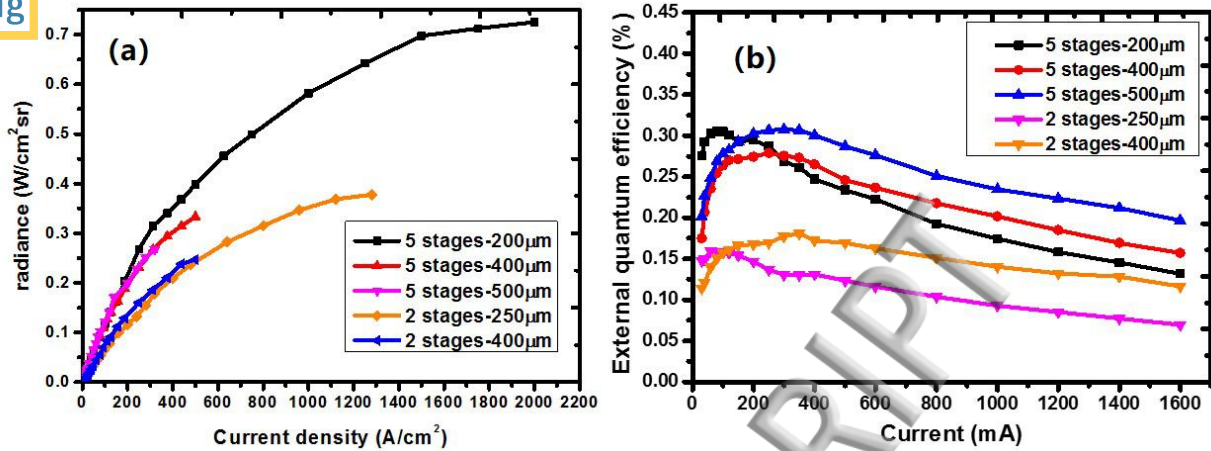 ng
(a)
radiance (W/cm²sr)
0.7
0.6
0.5
0.4
0.3
0.2
0.1
0.0
0 200 400 600 800 1000 1200 1400 1600 1800 2000 2200
Current density (A/cm²)
5 stages-200µm
5 stages-400µm
5 stages-500µm
2 stages-250µm
2 stages-400µm
(b)
External quantum efficiency (%)
0.45
0.40
0.35
0.30
0.25
0.20
0.15
0.10
0.05
0.00
0 200 400 600 800 1000 1200 1400 1600
Current (mA)
5 stages-200µm
5 stages-400µm
5 stages-500µm
2 stages-250µm
2 stages-400µm
RIPT